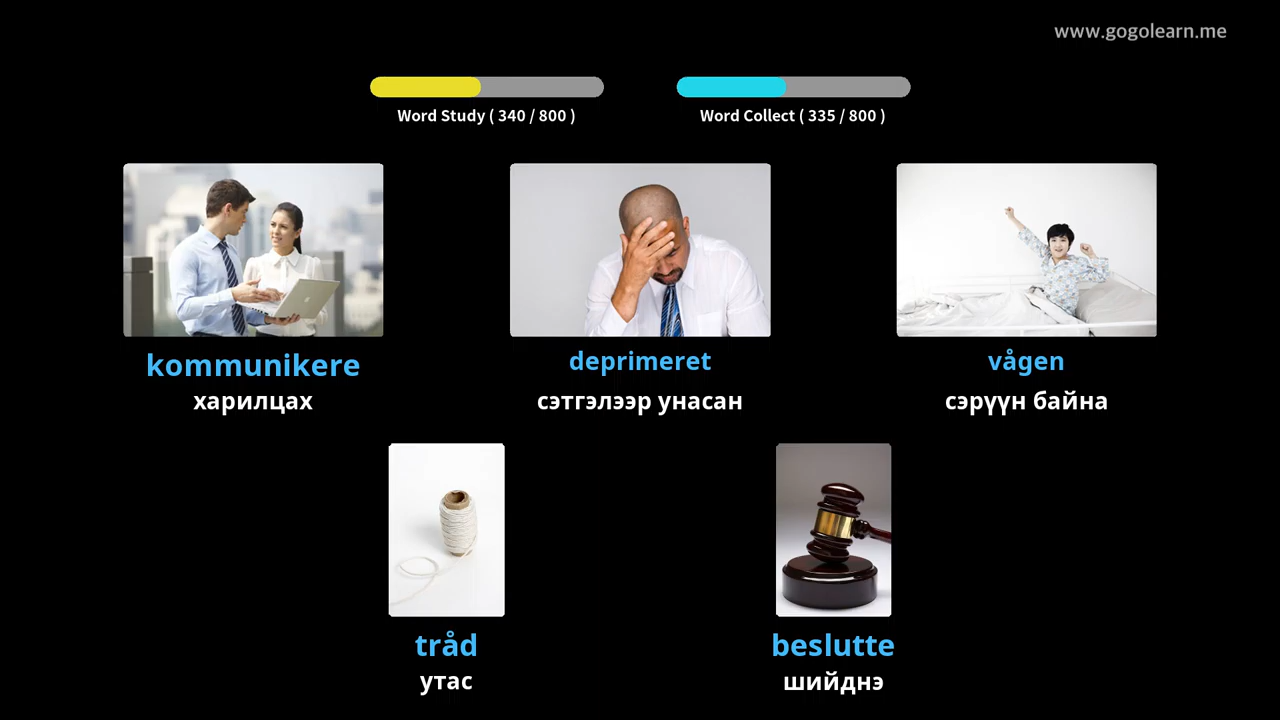 www.gogolearn.me
Word Study ( 340 / 800 )
Word Collect ( 335 / 800 )
kommunikere
харилцах
deprimeret
сэтгэлээр унасан
vågen
сэрүүн байна
tråd
утас
beslutte
шийднэ